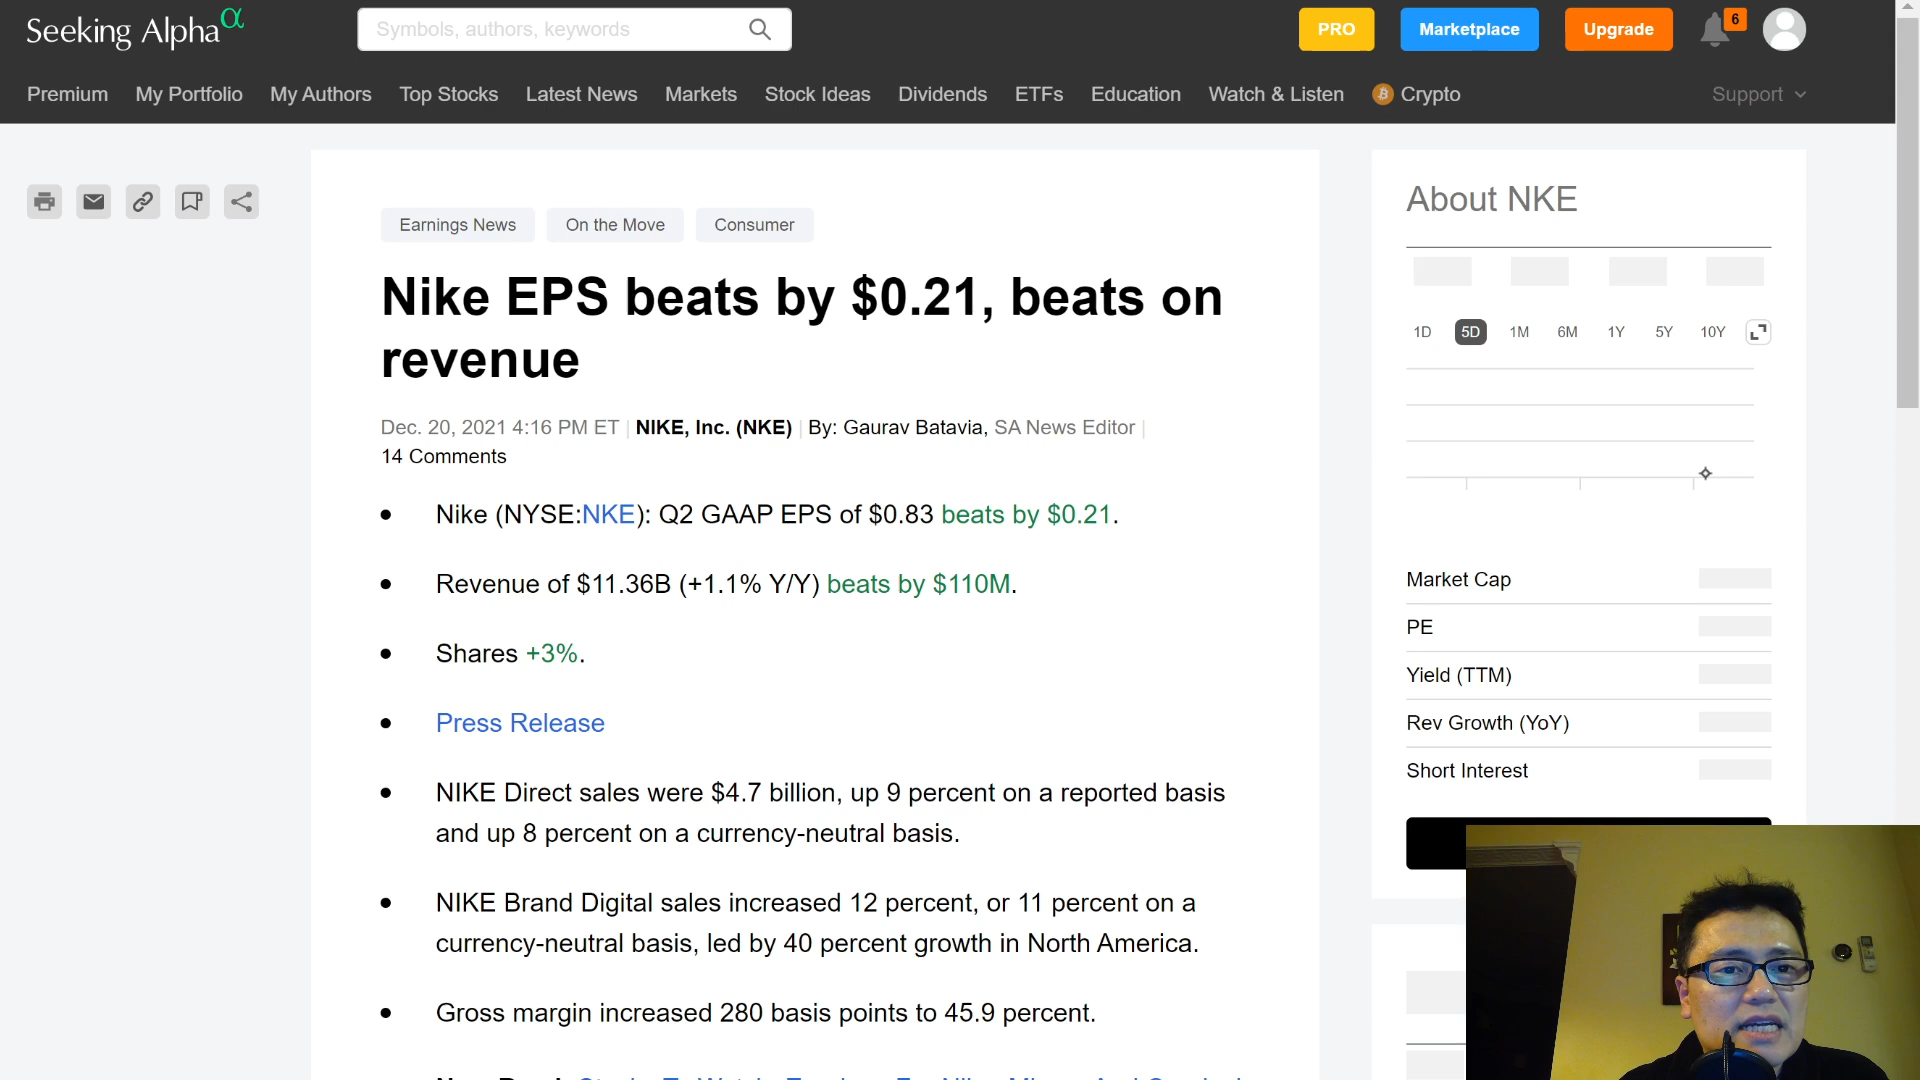 Seeking Alpha α
Symbols, authors, keywords
PRO
Marketplace
Upgrade
6
Premium My Portfolio My Authors Top Stocks Latest News Markets Stock Ideas Dividends ETFs Education Watch & Listen Crypto Support
Earnings News On the Move Consumer
Nike EPS beats by $0.21, beats on
revenue
Dec. 20, 2021 4:16 PM ET | NIKE, Inc. (NKE) | By: Gaurav Batavia, SA News Editor |
14 Comments
• Nike (NYSE:NKE): Q2 GAAP EPS of $0.83 beats by $0.21.
• Revenue of $11.36B (+1.1% Y/Y) beats by $110M.
• Shares +3%.
• Press Release
• NIKE Direct sales were $4.7 billion, up 9 percent on a reported basis
and up 8 percent on a currency-neutral basis.
• NIKE Brand Digital sales increased 12 percent, or 11 percent on a
currency-neutral basis, led by 40 percent growth in North America.
• Gross margin increased 280 basis points to 45.9 percent.
About NKE
1D 5D 1M 6M 1Y 5Y 10Y
Market Cap
PE
Yield (TTM)
Rev Growth (YoY)
Short Interest